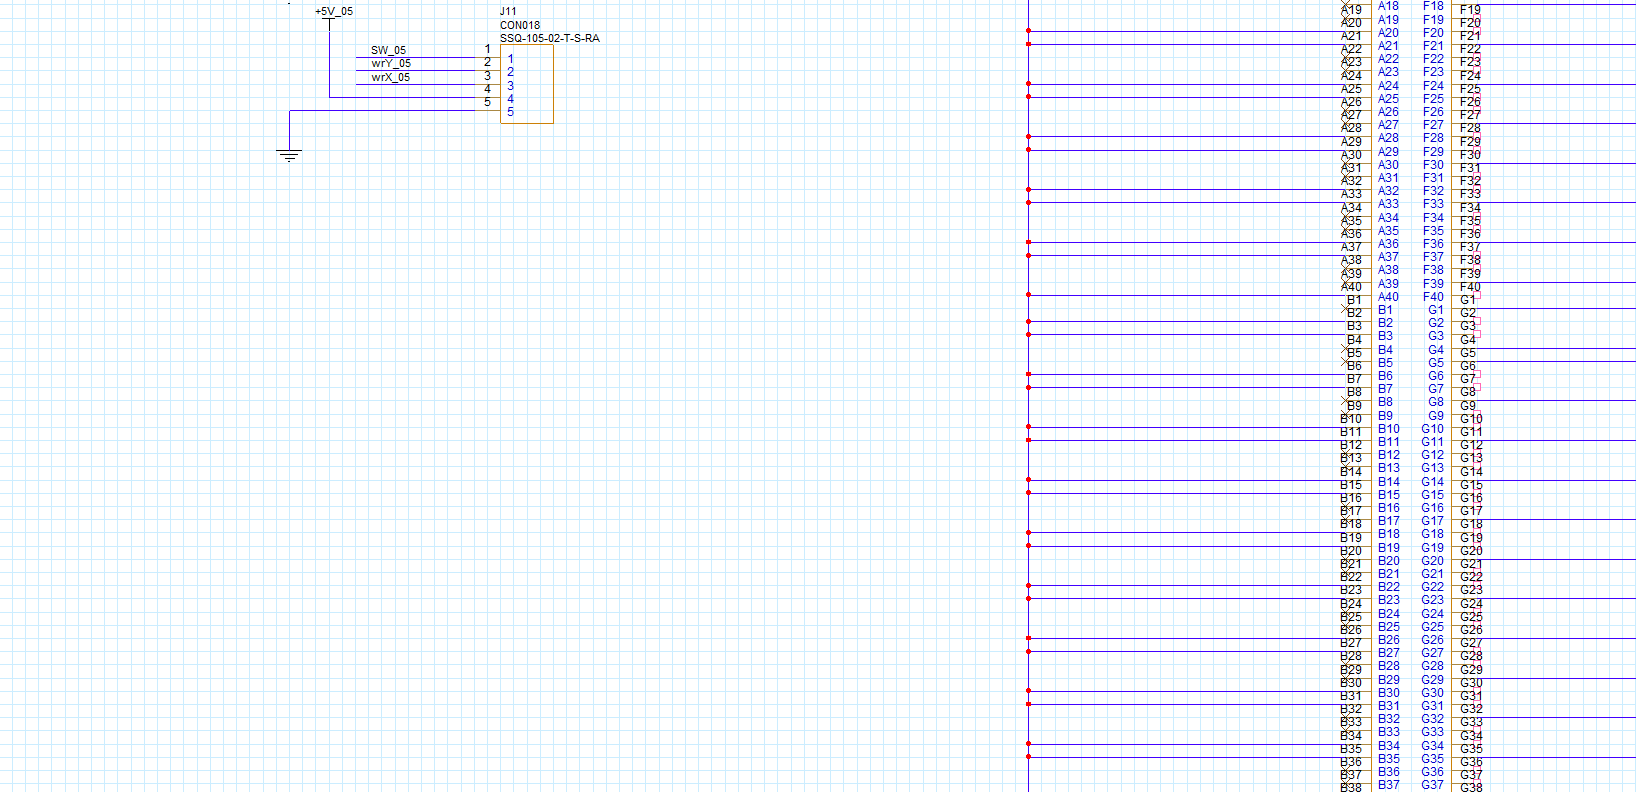 +5V_05
J11
CON018
SSQ-105-02-T-S-RA
SW_05 1 1
wrY_05 2 2
wrX_05 3 3
4 4
5 5
A19 A18 F18 F19
A20 A19 F19 F20
A21 A20 F20 F21
A22 A21 F21 F22
A23 A22 F22 F23
A24 A23 F23 F24
A25 A24 F24 F25
A26 A25 F25 F26
A27 A26 F26 F27
A28 A27 F27 F28
A29 A28 F28 F29
A30 A29 F29 F30
A31 A30 F30 F31
A32 A31 F31 F32
A33 A32 F32 F33
A34 A33 F33 F34
A35 A34 F34 F35
A36 A35 F35 F36
A37 A36 F36 F37
A38 A37 F37 F38
A39 A38 F38 F39
A40 A39 F39 F40
B1 A40 F40 G1
B2 B1 G1 G2
B3 B2 G2 G3
B4 B3 G3 G4
B5 B4 G4 G5
B6 B5 G5 G6
B7 B6 G6 G7
B8 B7 G7 G8
B9 B8 G8 G9
B10 B9 G9 G10
B11 B10 G10 G11
B12 B11 G11 G12
B13 B12 G12 G13
B14 B13 G13 G14
B15 B14 G14 G15
B16 B15 G15 G16
B17 B16 G16 G17
B18 B17 G17 G18
B19 B18 G18 G19
B20 B19 G19 G20
B21 B20 G20 G21
B22 B21 G21 G22
B23 B22 G22 G23
B24 B23 G23 G24
B25 B24 G24 G25
B26 B25 G25 G26
B27 B26 G26 G27
B28 B27 G27 G28
B29 B28 G28 G29
B30 B29 G29 G30
B31 B30 G30 G31
B32 B31 G31 G32
B33 B32 G32 G33
B34 B33 G33 G34
B35 B34 G34 G35
B36 B35 G35 G36
B37 B36 G36 G37
B38 B37 G37 G38